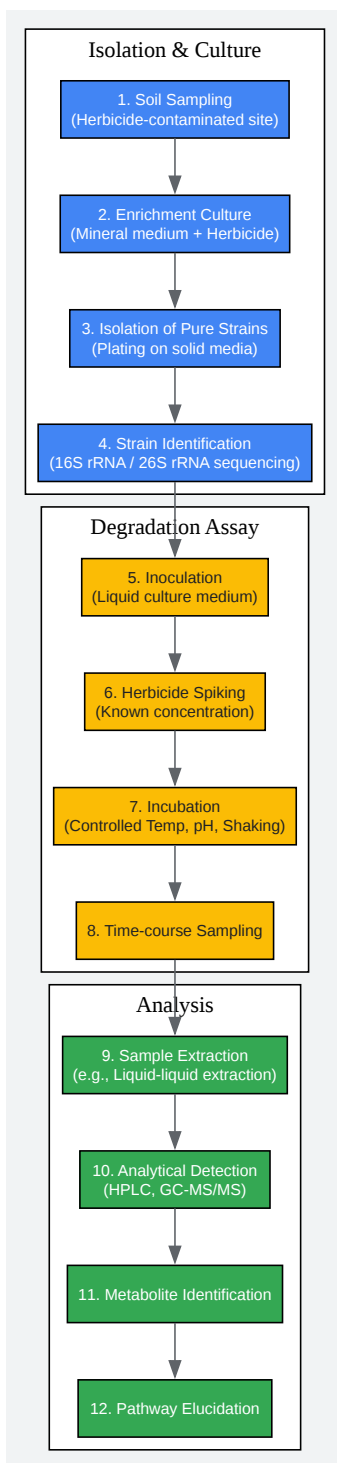 Isolation & Culture
1. Soil Sampling
(Herbicide-contaminated site)
2. Enrichment Culture
(Mineral medium + Herbicide)
3. Isolation of Pure Strains
(Plating on solid media)
4. Strain Identification
(16S rRNA / 26S rRNA sequencing)
Degradation Assay
5. Inoculation
(Liquid culture medium)
6. Herbicide Spiking
(Known concentration)
7. Incubation
(Controlled Temp, pH, Shaking)
8. Time-course Sampling
Analysis
9. Sample Extraction
(e.g., Liquid-liquid extraction)
10. Analytical Detection
(HPLC, GC-MS/MS)
11. Metabolite Identification
12. Pathway Elucidation